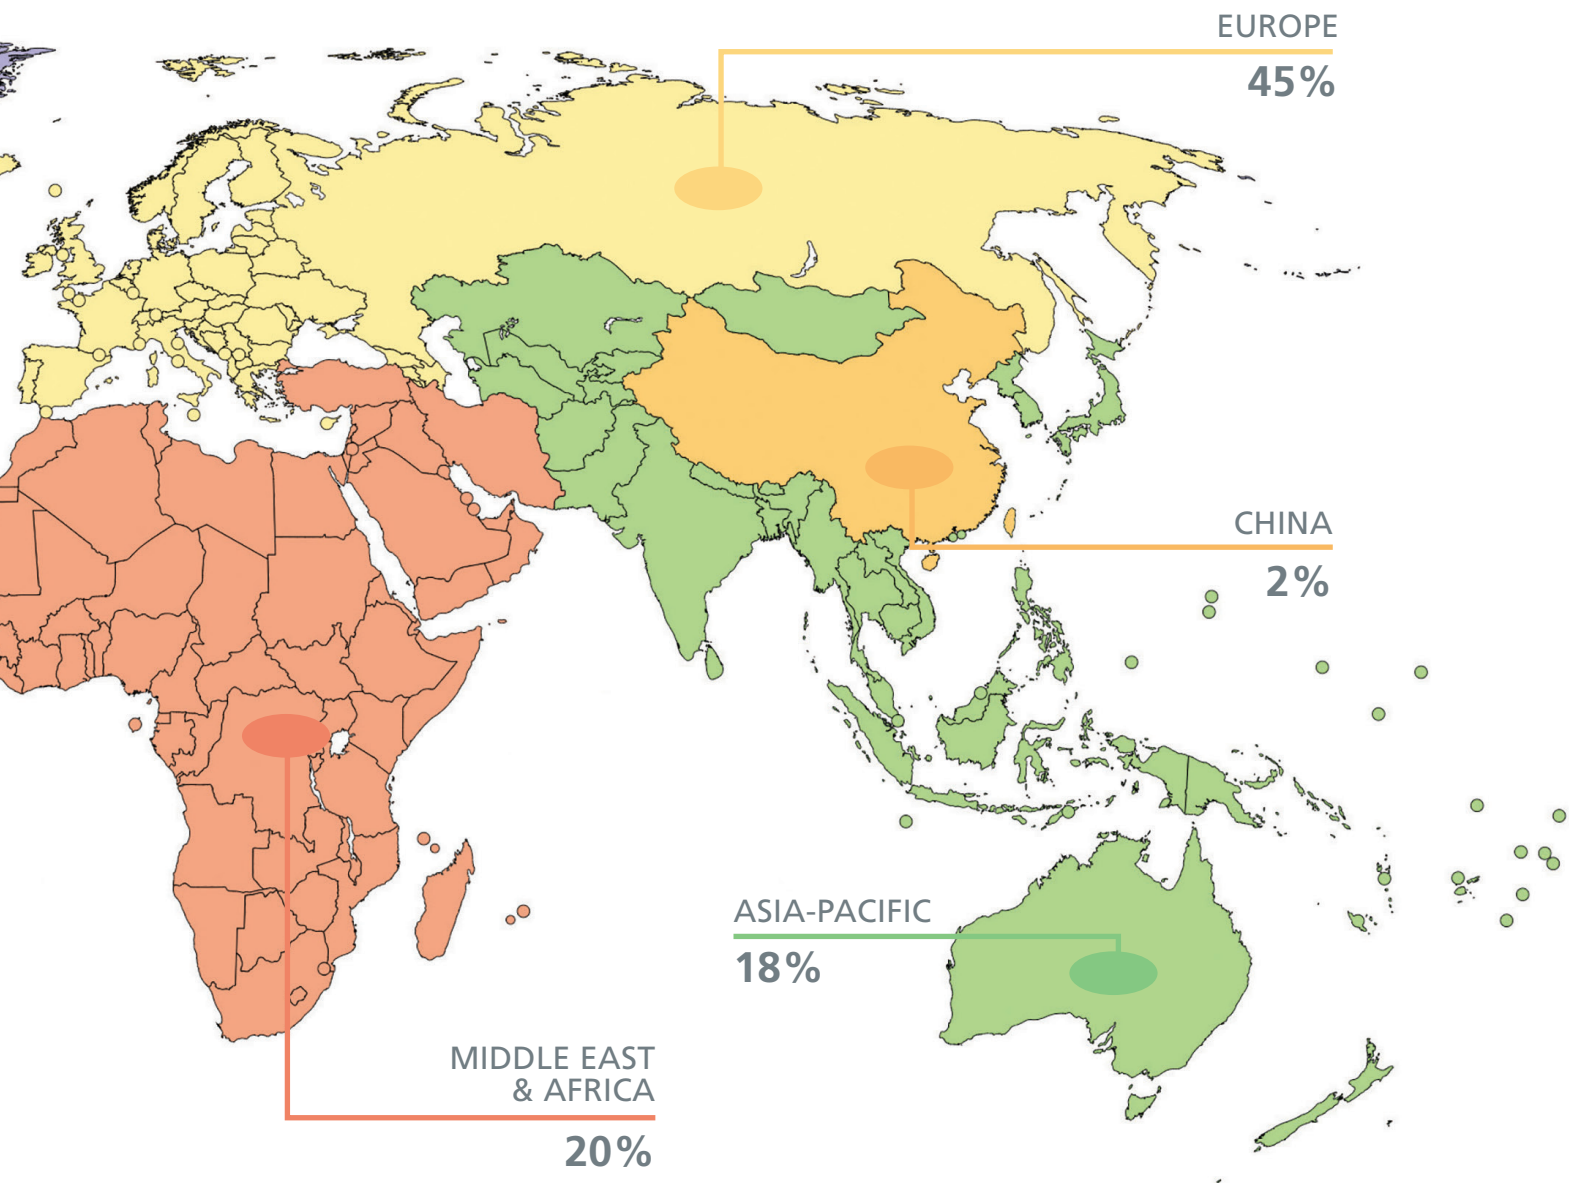 EUROPE
45%
CHINA
2%
ASIA-PACIFIC
18%
MIDDLE EAST
& AFRICA
20%